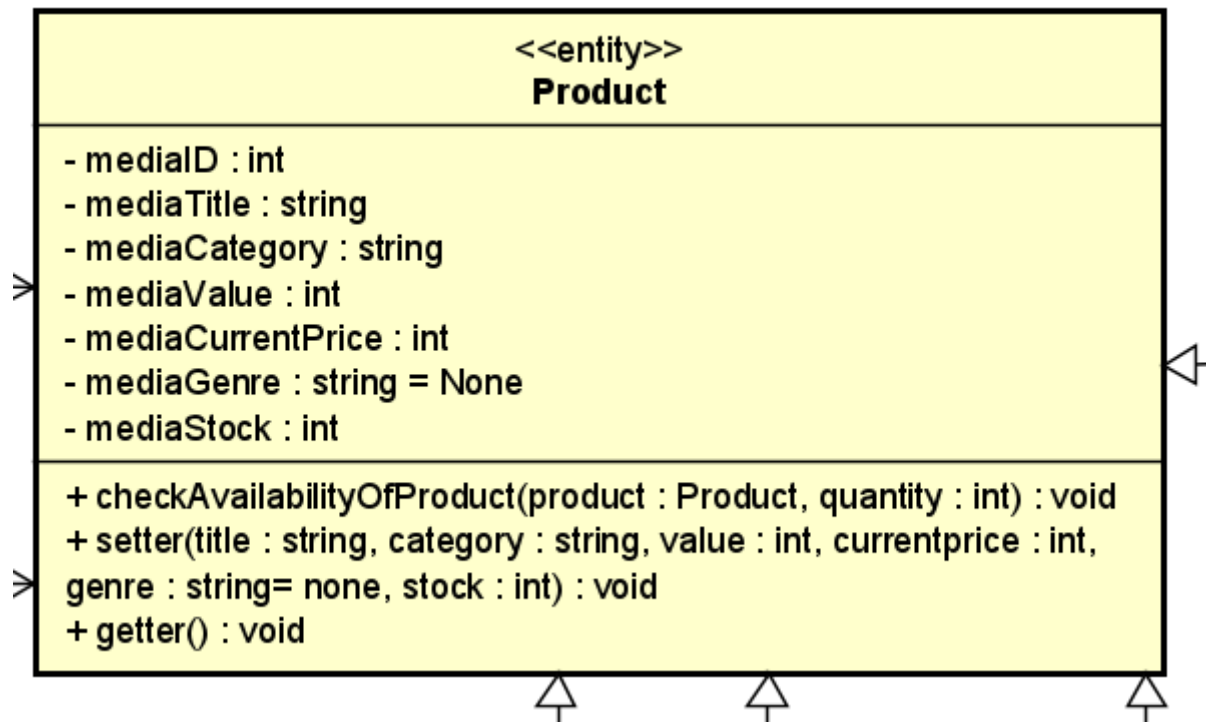 <<entity>>
Product
- mediaID : int
- mediaTitle : string
- mediaCategory : string
- mediaValue : int
- mediaCurrentPrice : int
- mediaGenre : string = None
- mediaStock : int
+ checkAvailabilityOfProduct(product : Product, quantity : int) : void
+ setter(title : string, category : string, value : int, currentprice : int,
genre : string= none, stock : int) : void
+ getter() : void